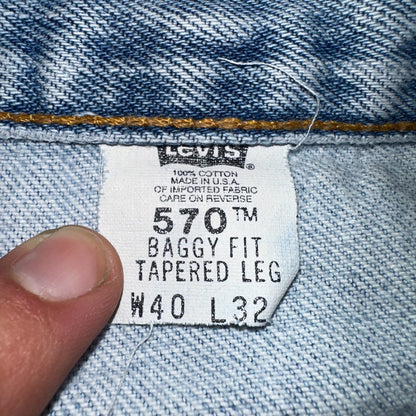 LEVI'S ®
100% COTTON
MADE IN U.S.A.
OF IMPORTED FABRIC
CARE ON REVERSE
570™
BAGGY FIT
TAPERED LEG
W40 L32